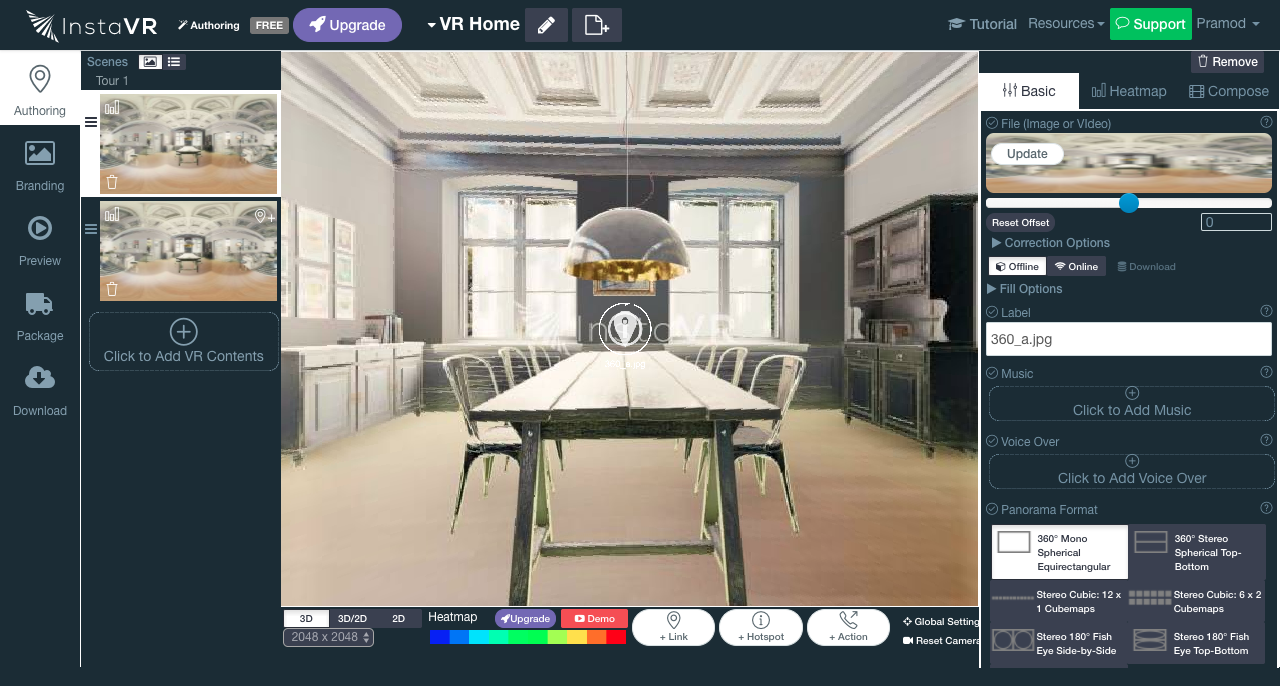 InstaVR
Authoring
FREE
Upgrade
VR Home
Tutorial
Resources
Support
Pramod
Authoring
Branding
Preview
Package
Download
Scenes
Tour 1
Click to Add VR Contents
InstaVR
360_a.jpg
3D
3D/2D
2D
2048 x 2048
Heatmap
Upgrade
Demo
+ Link
+ Hotspot
+ Action
Global Setting
Reset Camera
Remove
Basic
Heatmap
Compose
File (Image or VIdeo)
Update
Reset Offset
0
Correction Options
Offline
Online
Download
Fill Options
Label
360_a.jpg
Music
Click to Add Music
Voice Over
Click to Add Voice Over
Panorama Format
360° Mono
Spherical
Equirectangular
360° Stereo
Spherical Top-
Bottom
Stereo Cubic: 12 x
1 Cubemaps
Stereo Cubic: 6 x 2
Cubemaps
Stereo 180° Fish
Eye Side-by-Side
Stereo 180° Fish
Eye Top-Bottom